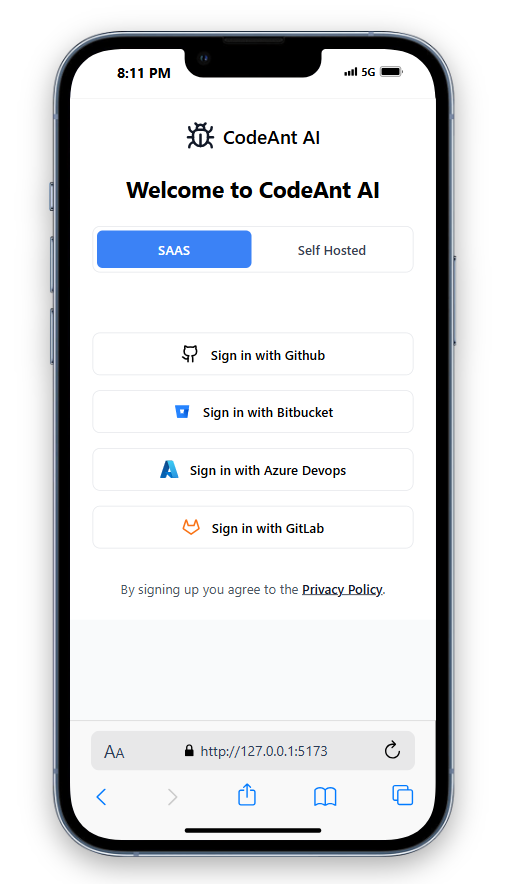 8:11 PM 5G
CodeAnt AI
Welcome to CodeAnt AI
SAAS Self Hosted
Sign in with Github
Sign in with Bitbucket
Sign in with Azure Devops
Sign in with GitLab
By signing up you agree to the Privacy Policy.
AA http://127.0.0.1:5173